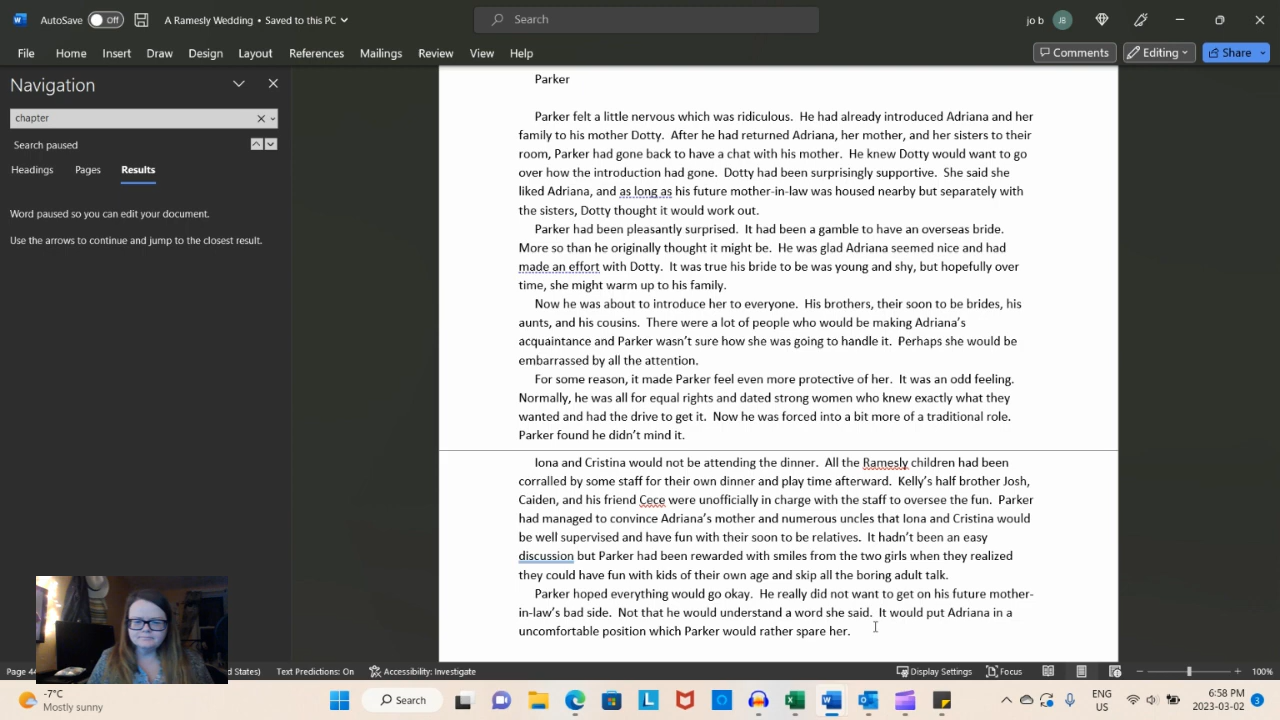 AutoSave Off A Ramesly Wedding • Saved to this PC Search jo b JB
File Home Insert Draw Design Layout References Mailings Review View Help Comments Editing Share
Navigation
chapter
Search paused
Headings Pages Results
Word paused so you can edit your document.
Use the arrows to continue and jump to the closest result.
Parker
Parker felt a little nervous which was ridiculous. He had already introduced Adriana and her
family to his mother Dotty. After he had returned Adriana, her mother, and her sisters to their
room, Parker had gone back to have a chat with his mother. He knew Dotty would want to go
over how the introduction had gone. Dotty had been surprisingly supportive. She said she
liked Adriana, and as long as his future mother-in-law was housed nearby but separately with
the sisters, Dotty thought it would work out.
Parker had been pleasantly surprised. It had been a gamble to have an overseas bride.
More so than he originally thought it might be. He was glad Adriana seemed nice and had
made an effort with Dotty. It was true his bride to be was young and shy, but hopefully over
time, she might warm up to his family.
Now he was about to introduce her to everyone. His brothers, their soon to be brides, his
aunts, and his cousins. There were a lot of people who would be making Adriana's
acquaintance and Parker wasn't sure how she was going to handle it. Perhaps she would be
embarrassed by all the attention.
For some reason, it made Parker feel even more protective of her. It was an odd feeling.
Normally, he was all for equal rights and dated strong women who knew exactly what they
wanted and had the drive to get it. Now he was forced into a bit more of a traditional role.
Parker found he didn't mind it.
Iona and Cristina would not be attending the dinner. All the Ramesly children had been
corralled by some staff for their own dinner and play time afterward. Kelly's half brother Josh,
Caiden, and his friend Cece were unofficially in charge with the staff to oversee the fun. Parker
had managed to convince Adriana's mother and numerous uncles that Iona and Cristina would
be well supervised and have fun with their soon to be relatives. It hadn't been an easy
discussion but Parker had been rewarded with smiles from the two girls when they realized
they could have fun with kids of their own age and skip all the boring adult talk.
Parker hoped everything would go okay. He really did not want to get on his future mother-
in-law's bad side. Not that he would understand a word she said. It would put Adriana in a
uncomfortable position which Parker would rather spare her.
States) Text Predictions: On Accessibility: Investigate Display Settings Focus 100%
-7°C
Mostly sunny
Search
ENG
US
6:58 PM
2023-03-02
3